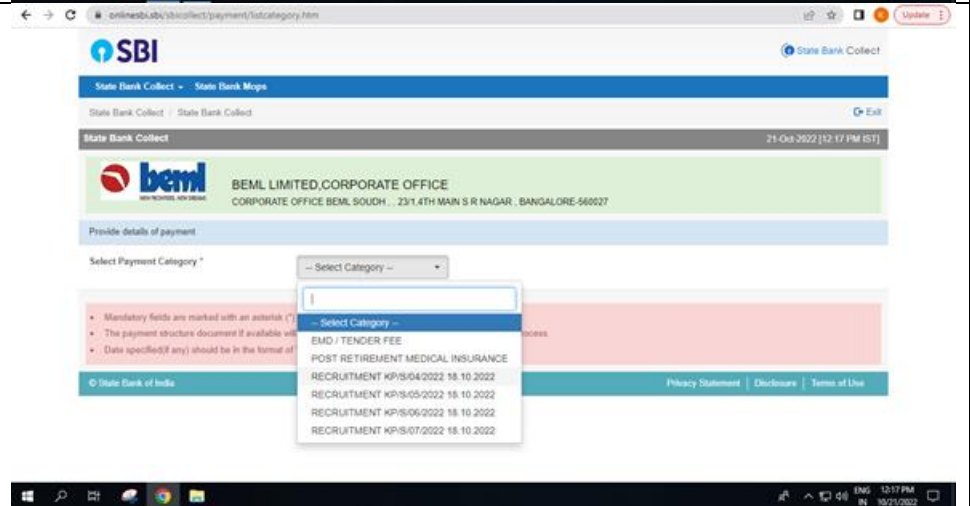 onlinesbi.sbi/sbicollect/payment/listcategory.htm
Update
SBI
State Bank Collect
State Bank Collect
State Bank Mops
State Bank Collect / State Bank Collect
Exit
State Bank Collect
21-Oct-2022 [12:17 PM IST]
beml
NEW FRONTIERS. NEW DREAMS
BEML LIMITED,CORPORATE OFFICE
CORPORATE OFFICE BEML SOUDH , , 23/1,4TH MAIN S R NAGAR , BANGALORE-560027
Provide details of payment
Select Payment Category *
-- Select Category --
-- Select Category --
EMD / TENDER FEE
POST RETIREMENT MEDICAL INSURANCE
RECRUITMENT KP/S/04/2022 18.10.2022
RECRUITMENT KP/S/05/2022 18.10.2022
RECRUITMENT KP/S/06/2022 18.10.2022
RECRUITMENT KP/S/07/2022 18.10.2022
Mandatory fields are marked with an asterisk (*)
The payment structure document if available will
Date specified(if any) should be in the format of '
© State Bank of India
Privacy Statement | Disclosure | Terms of Use
ENG
IN
12:17 PM
10/21/2022